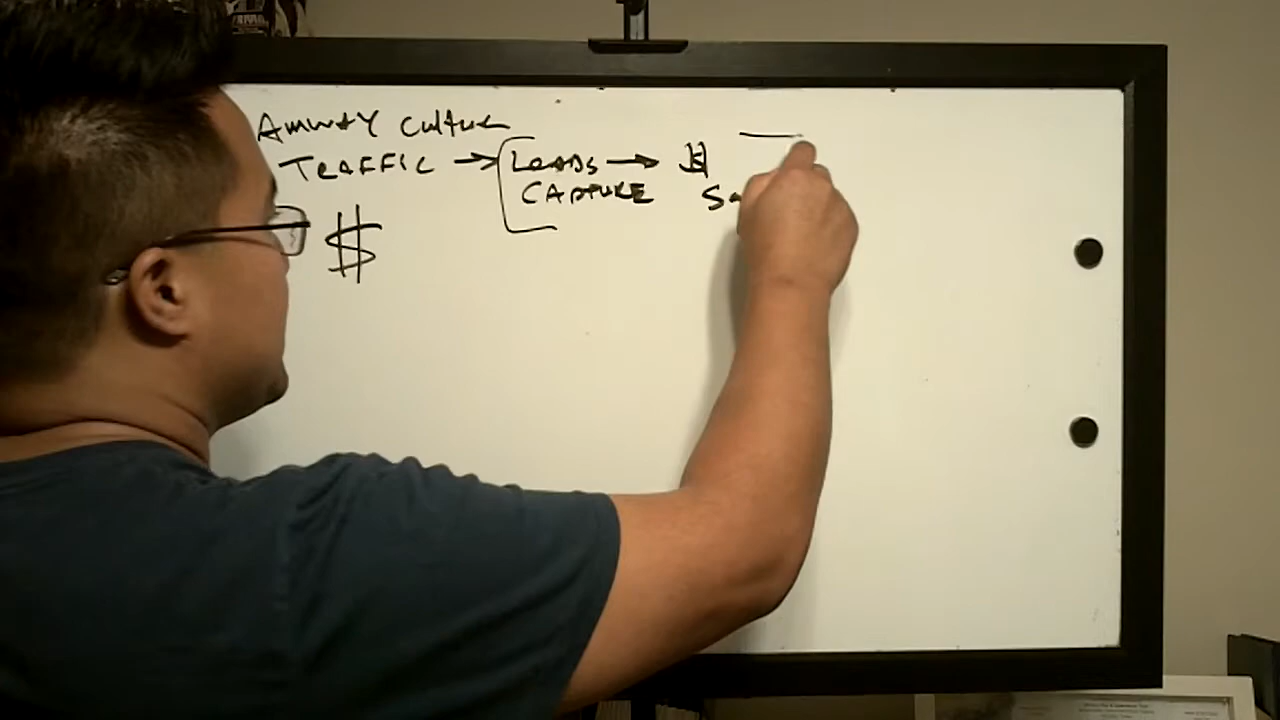 AMWAY Culture
TRAFFIC → LEADS →
CAPTURE
$